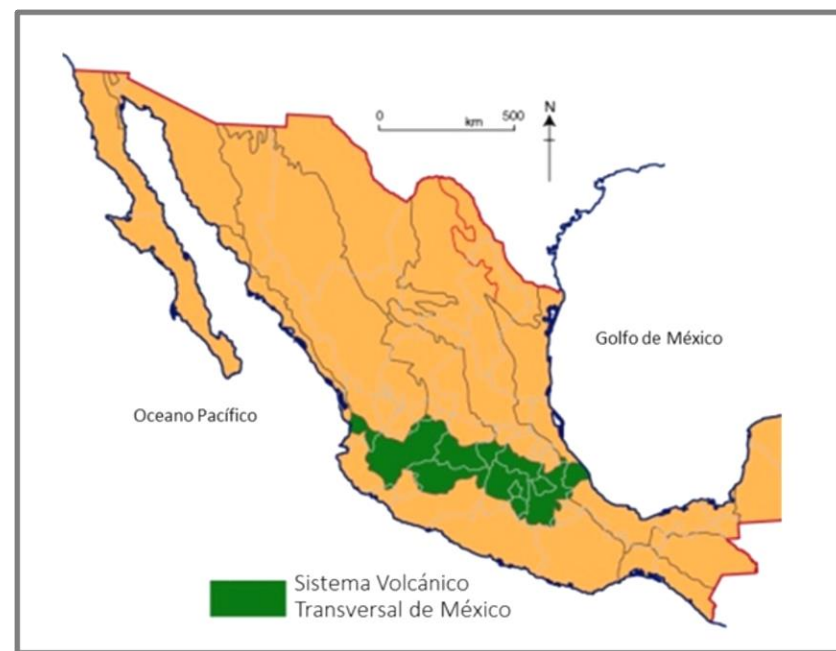 0 500
km
N
Golfo de México
Oceano Pacífico
Sistema Volcánico
Transversal de México